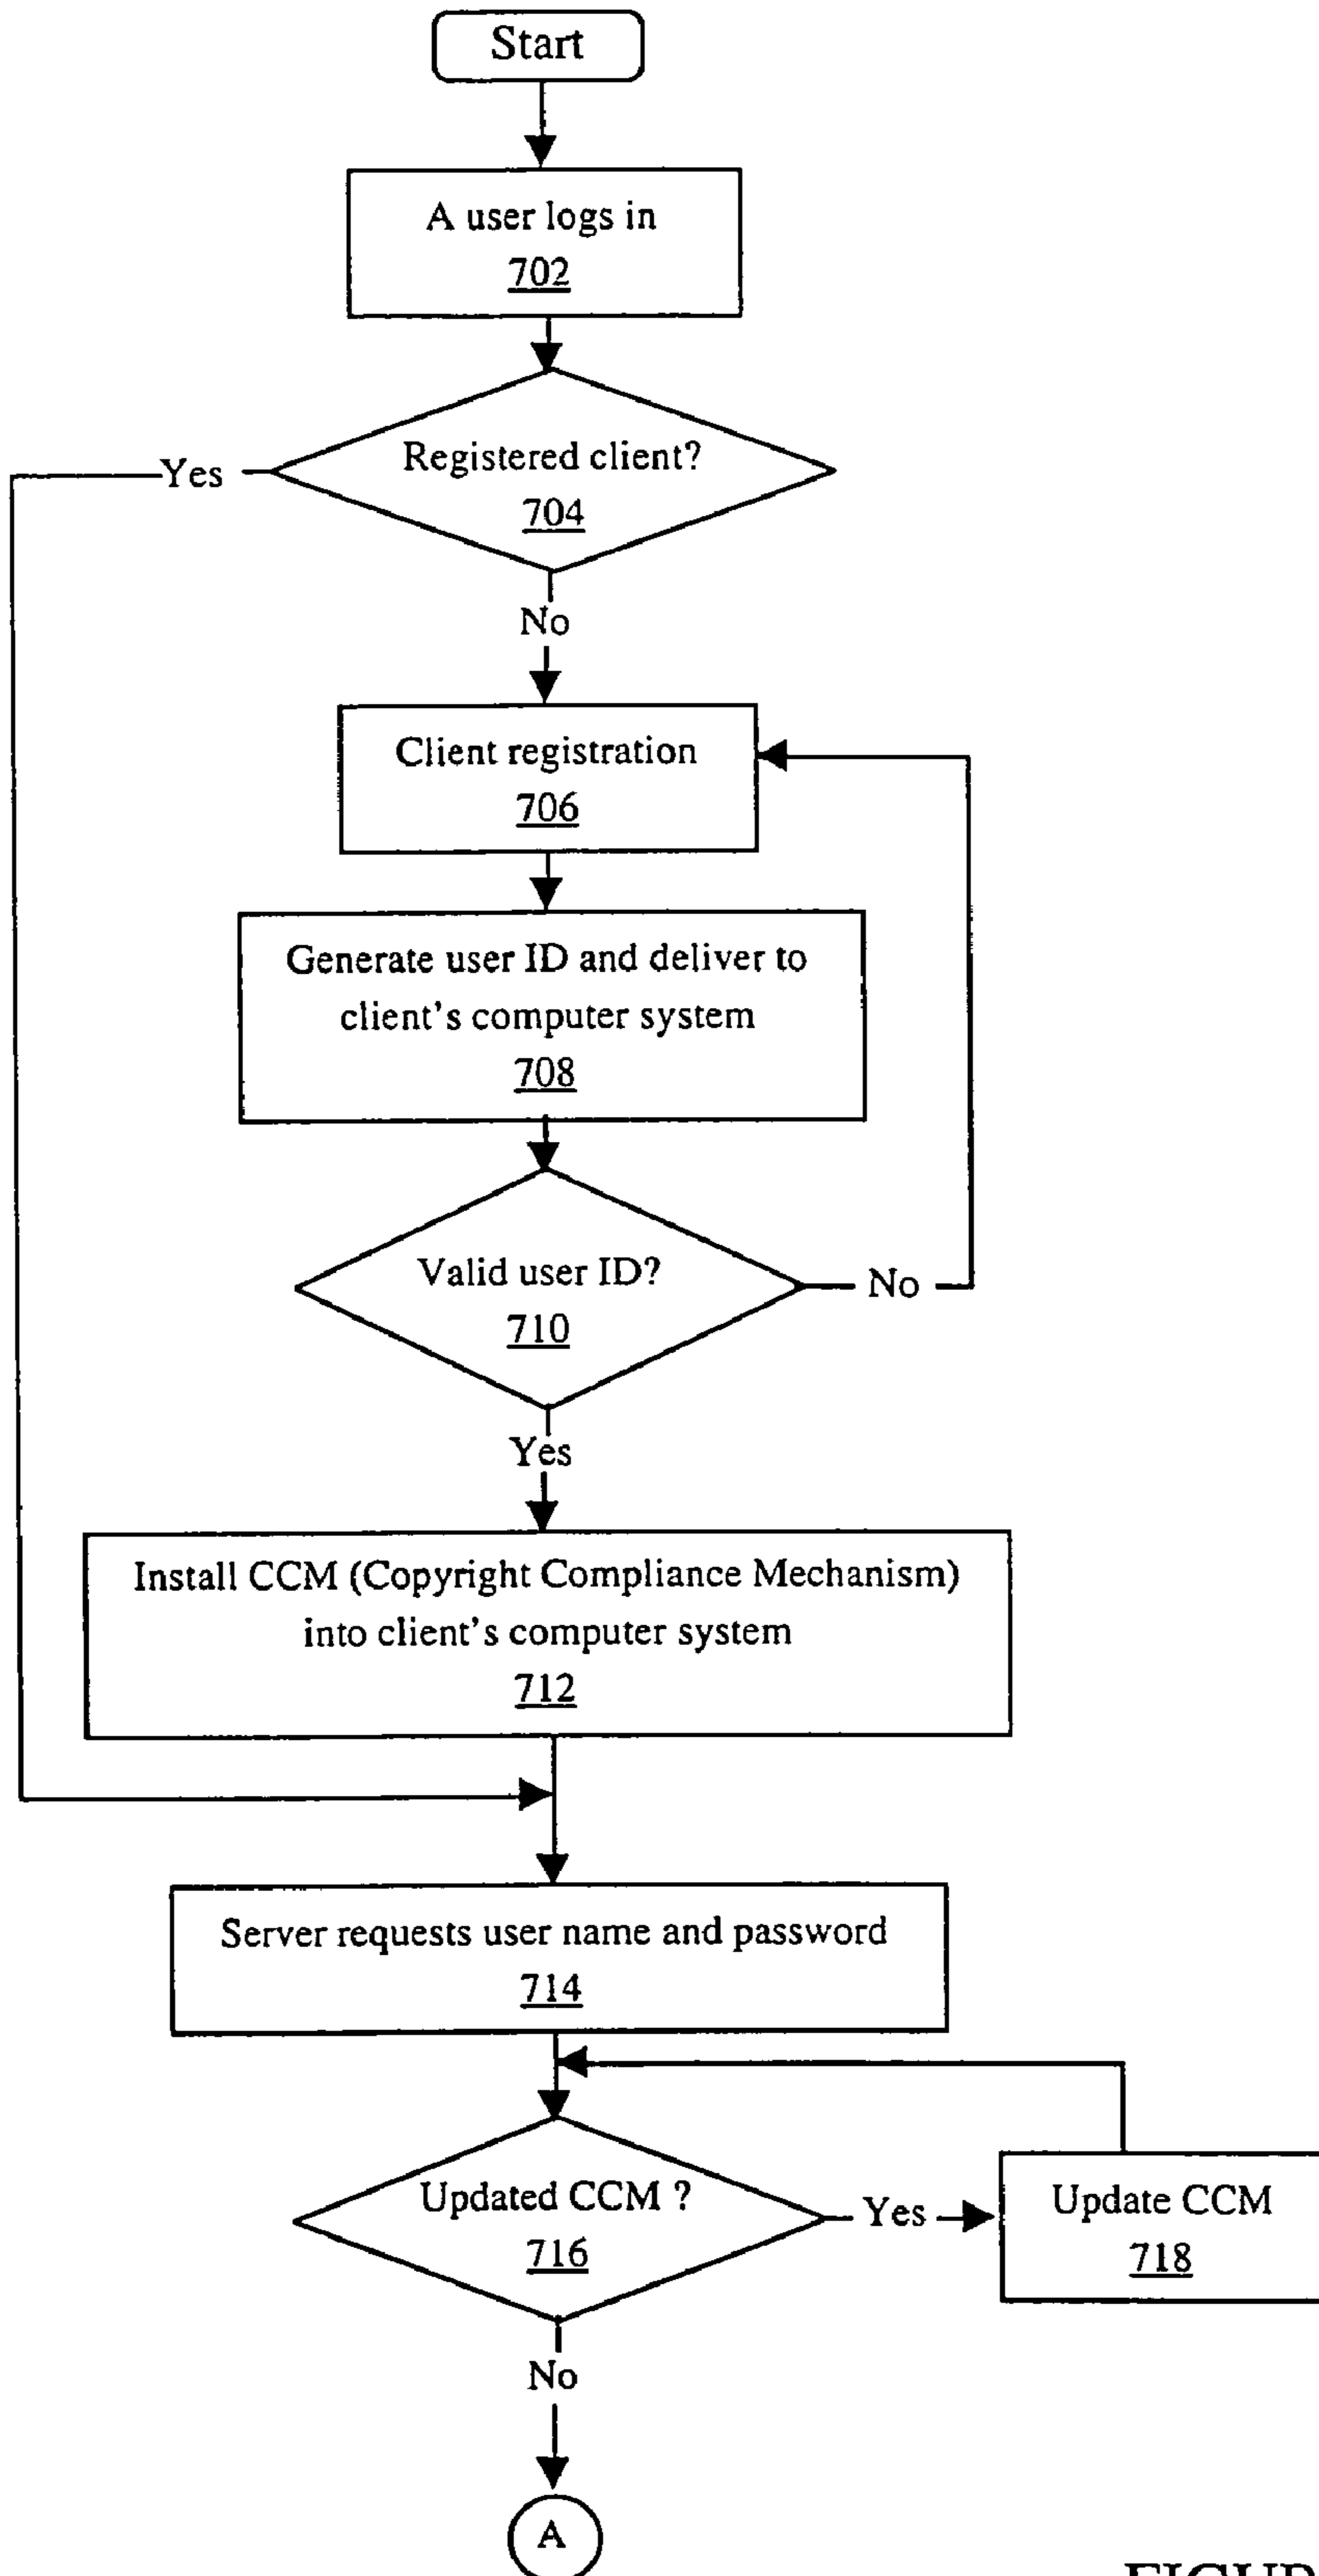 Start
A user logs in
702
Registered client?
704
Yes
No
Client registration
706
Generate user ID and deliver to
client's computer system
708
Valid user ID?
710
No
Yes
Install CCM (Copyright Compliance Mechanism)
into client's computer system
712
Server requests user name and password
714
Updated CCM ?
716
Yes
Update CCM
718
No
A